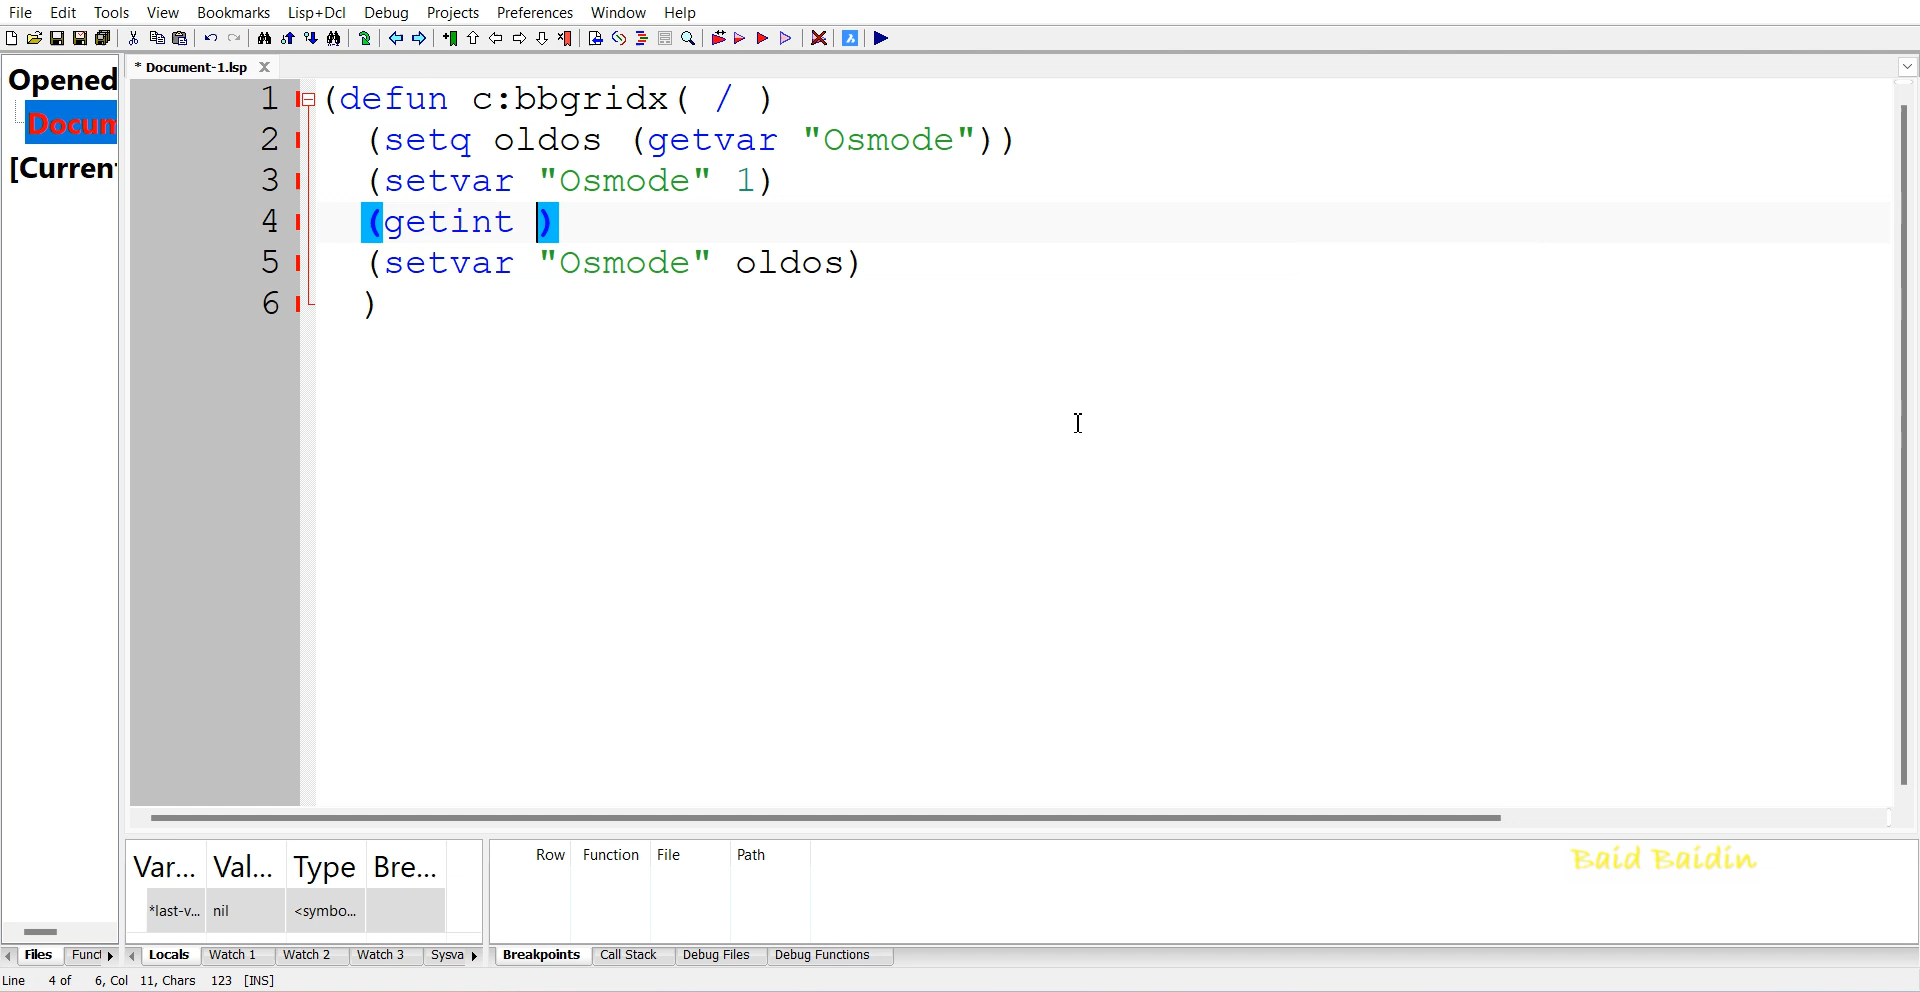 File Edit Tools View Bookmarks Lisp+Dcl Debug Projects Preferences Window Help
* Document-1.lsp
Opened
Docum
[Current
1 (defun c:bbgridx( / )
2 (setq oldos (getvar "Osmode"))
3 (setvar "Osmode" 1)
4 (getint )
5 (setvar "Osmode" oldos)
6 )
Var... Val... Type Bre...
*last-v... nil <symbo...
Row Function File Path
Baid Baidin
Files Funct Locals Watch 1 Watch 2 Watch 3 Sysva Breakpoints Call Stack Debug Files Debug Functions
Line 4 of 6, Col 11, Chars 123 [INS]